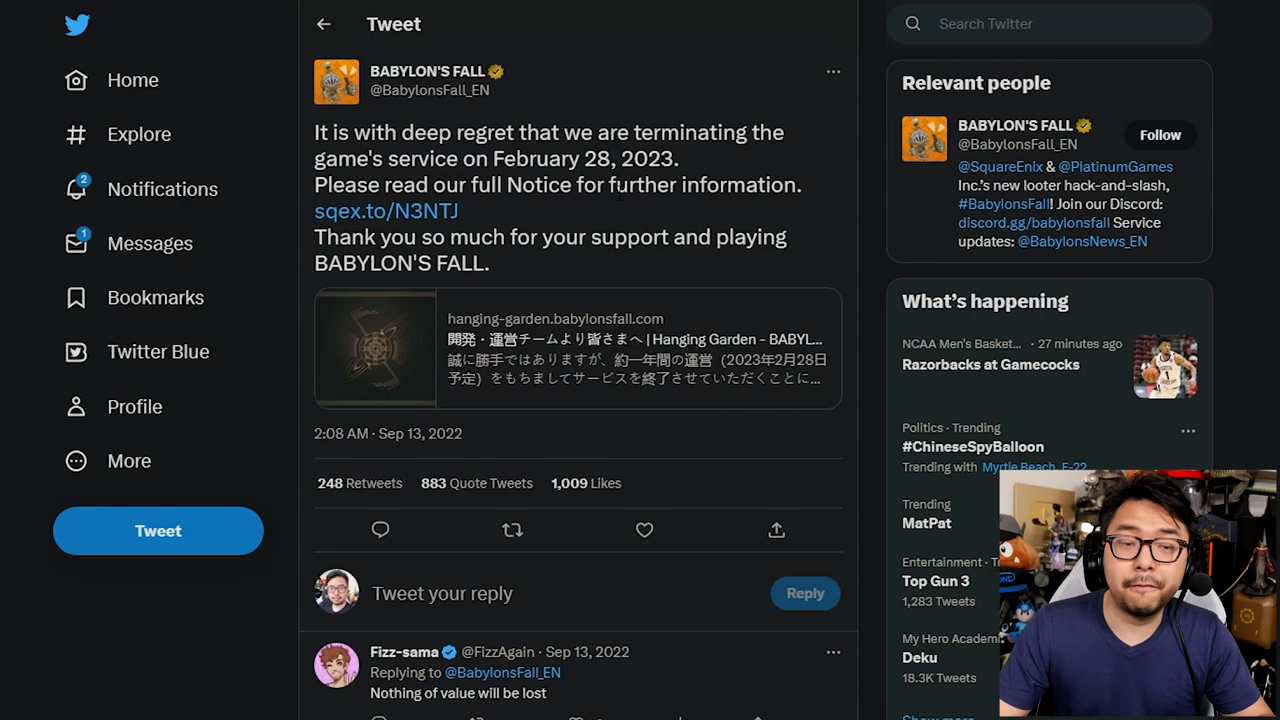 Home
Explore
2
Notifications
1
Messages
Bookmarks
Twitter Blue
Profile
More
Tweet
Tweet
BABYLON'S FALL
@BabylonsFall_EN
It is with deep regret that we are terminating the
game's service on February 28, 2023.
Please read our full Notice for further information.
sqex.to/N3NTJ
Thank you so much for your support and playing
BABYLON'S FALL.
hanging-garden.babylonsfall.com
開発・運営チームより皆さまへ | Hanging Garden - BABYL...
誠に勝手ではありますが、約一年間の運営（2023年2月28日
予定）をもちましてサービスを終了させていただくことに...
2:08 AM · Sep 13, 2022
248 Retweets 883 Quote Tweets 1,009 Likes
Tweet your reply
Reply
Fizz-sama @FizzAgain · Sep 13, 2022
Replying to @BabylonsFall_EN
Nothing of value will be lost
Search Twitter
Relevant people
BABYLON'S FALL
@BabylonsFall_EN
Follow
@SquareEnix & @PlatinumGames
Inc.'s new looter hack-and-slash,
#BabylonsFall! Join our Discord:
discord.gg/babylonsfall Service
updates: @BabylonsNews_EN
What's happening
NCAA Men's Basket... · 27 minutes ago
Razorbacks at Gamecocks
Politics · Trending
#ChineseSpyBalloon
Trending with Myrtle Beach, F-22
Trending
MatPat
Entertainment · T
Top Gun 3
1,283 Tweets
My Hero Academi
Deku
18.3K Tweets
Show more